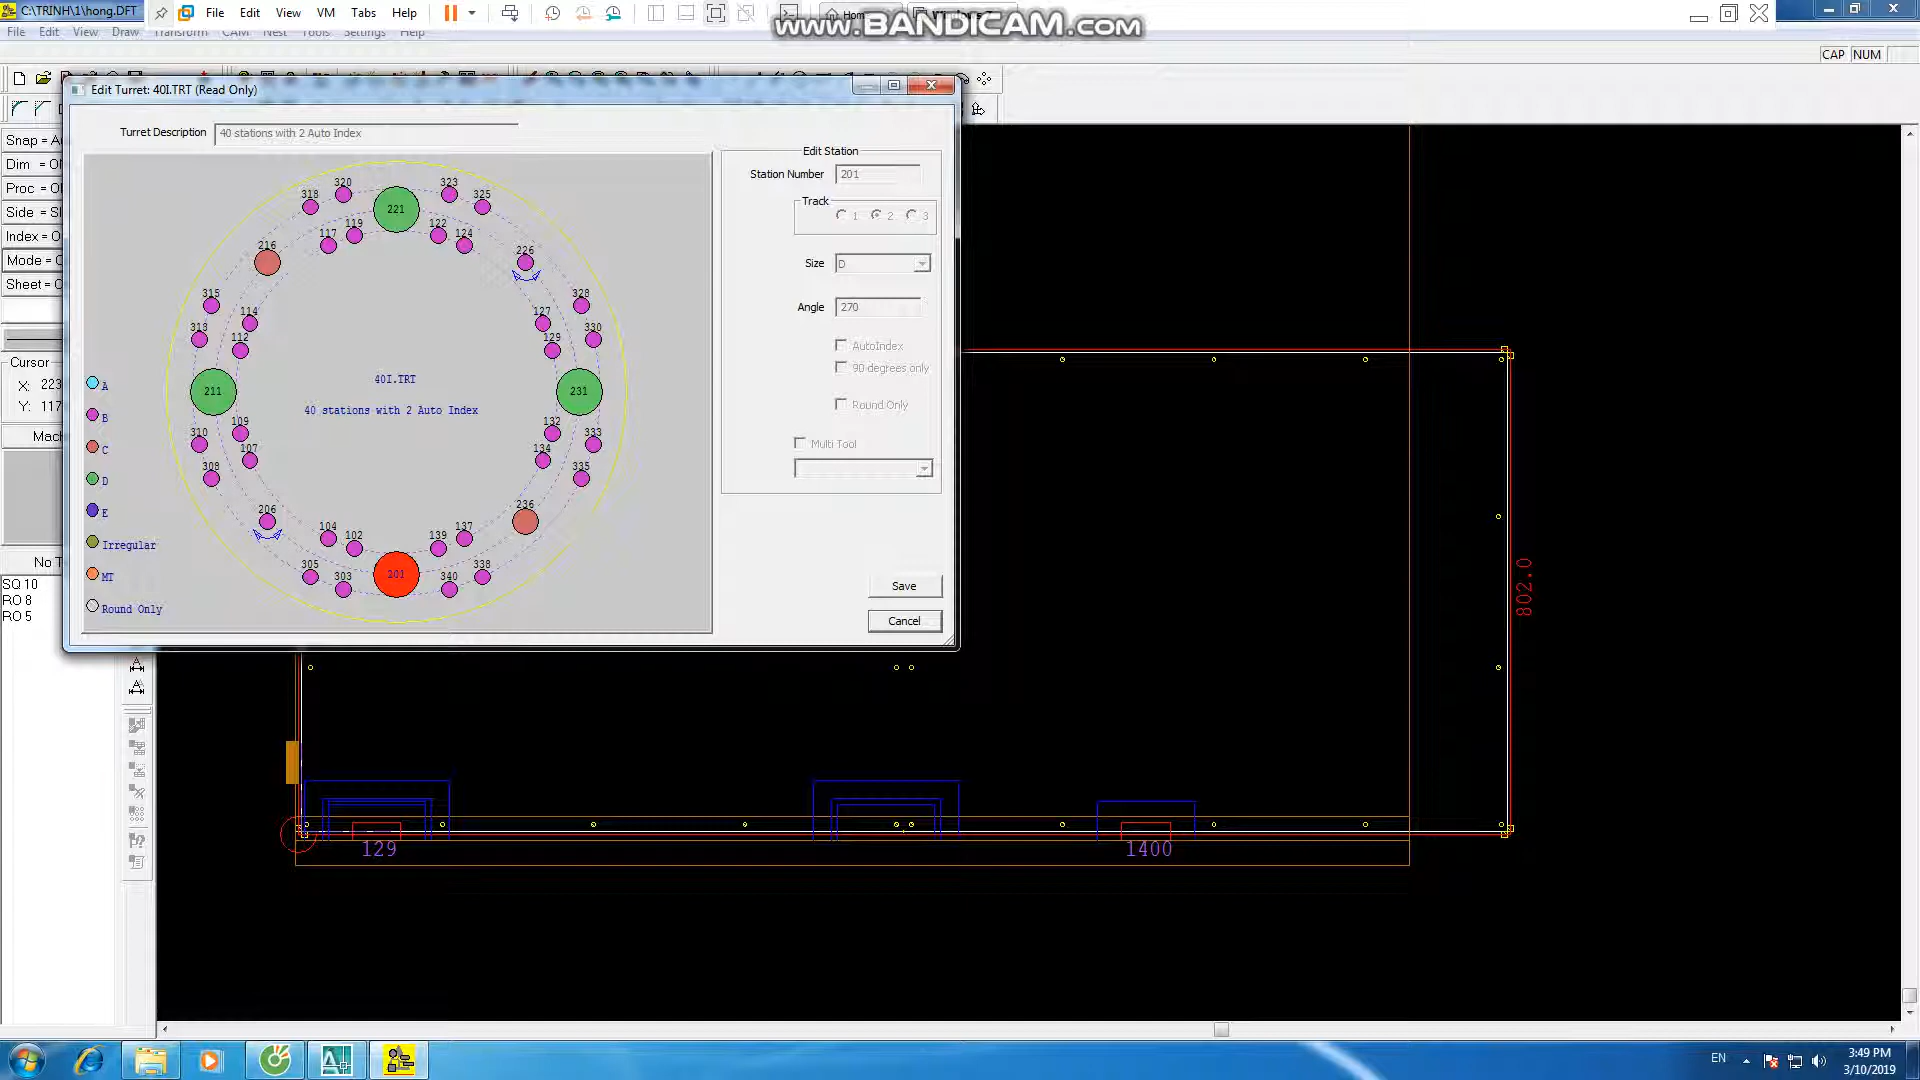 C:\TRINH\1\hong.DFT
File Edit View VM Tabs Help
Home
www.BANDICAM.com
File Edit View Draw Transform CAM Nest Tools Settings Help
CAP NUM
Edit Turret: 40I.TRT (Read Only)
Turret Description 40 stations with 2 Auto Index
Edit Station
Station Number 201
Track
1 2 3
Size D
Angle 270
AutoIndex
90 degrees only
Round Only
Multi Tool
Save
Cancel
320 323
318 325
221
119 122
117 124
216 226
315 328
114 127
313 330
112 129
40I.TRT
211 231
40 stations with 2 Auto Index
109 132
310 333
107 134
308 335
206 236
104 137
102 139
305 338
303 201 340
A
B
C
D
E
Irregular
MT
Round Only
Snap =
Dim =
Proc =
Side =
Index =
Mode =
Sheet =
Cursor
X: 223
Y: 117
SQ 10
RO 8
RO 5
802.0
129
1400
EN
3:49 PM
3/10/2019